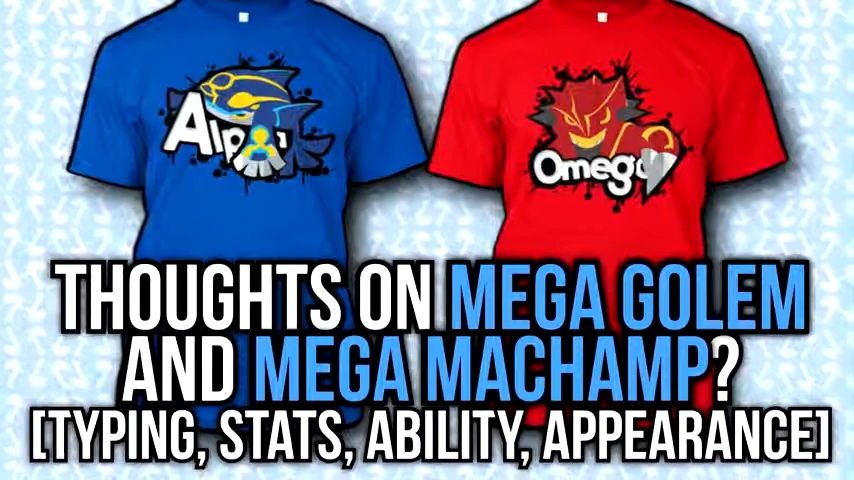 Alpha
Omega
THOUGHTS ON MEGA GOLEM
AND MEGA MACHAMP?
[TYPING, STATS, ABILITY, APPEARANCE]